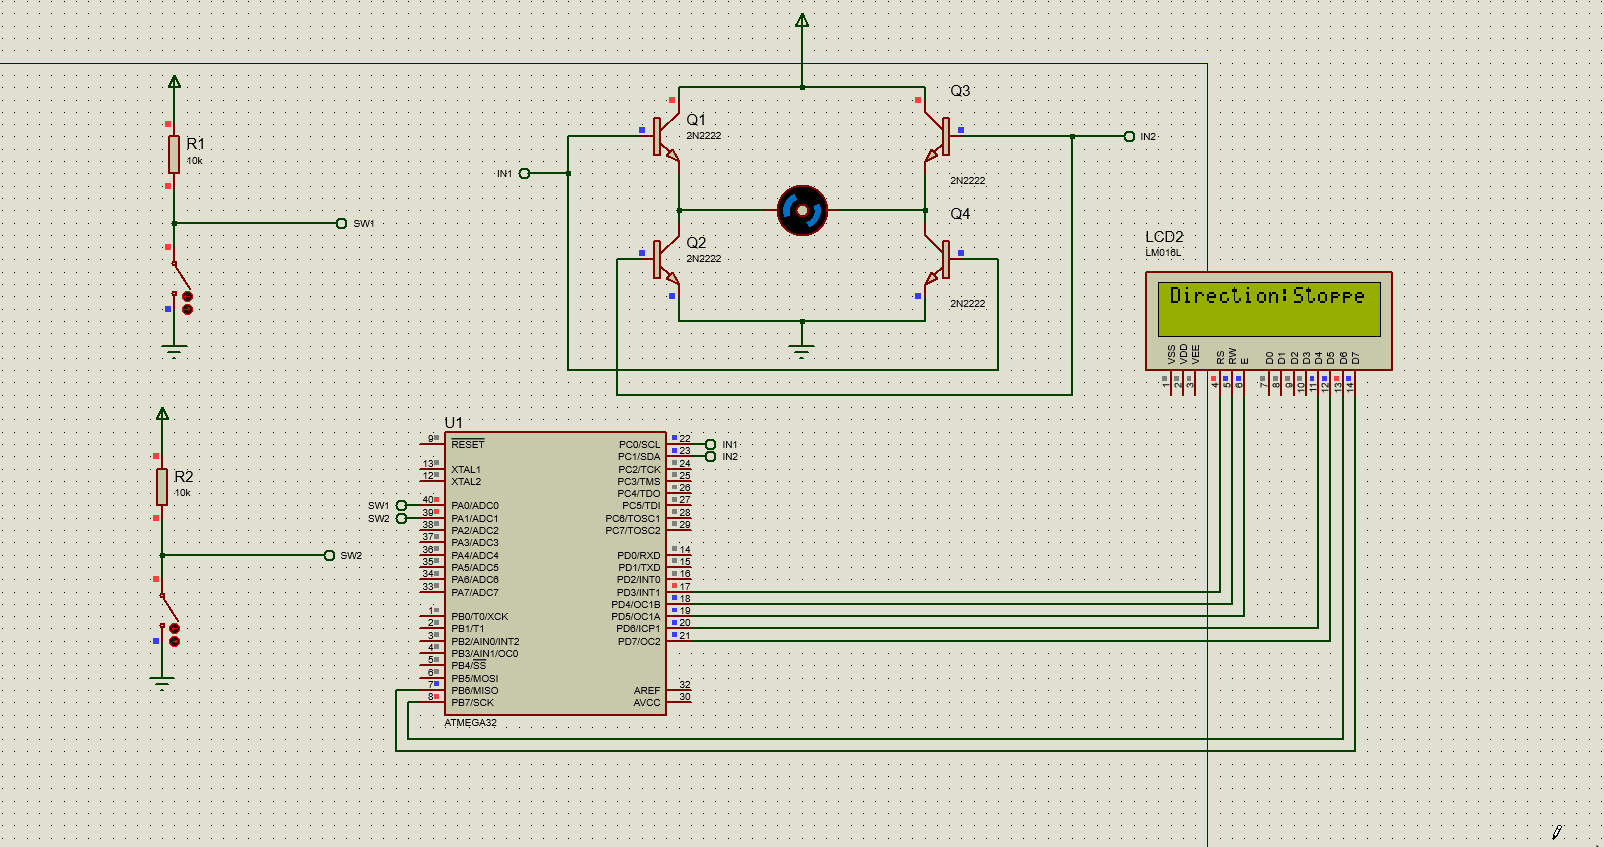 R1
10k
SW1
R2
10k
SW2
Q1
2N2222
Q2
2N2222
Q3
2N2222
Q4
2N2222
IN1
IN2
LCD2
LM016L
Direction:Stoppe
VSS
VDD
VEE
RS
RW
E
D0
D1
D2
D3
D4
D5
D6
D7
1
2
3
4
5
6
7
8
9
10
11
12
13
14
U1
9 RESET
13 XTAL1
12 XTAL2
SW1 40 PA0/ADC0
SW2 39 PA1/ADC1
38 PA2/ADC2
37 PA3/ADC3
36 PA4/ADC4
35 PA5/ADC5
34 PA6/ADC6
33 PA7/ADC7
1 PB0/T0/XCK
2 PB1/T1
3 PB2/AIN0/INT2
4 PB3/AIN1/OC0
5 PB4/SS
6 PB5/MOSI
7 PB6/MISO
8 PB7/SCK
PC0/SCL 22 IN1
PC1/SDA 23 IN2
PC2/TCK 24
PC3/TMS 25
PC4/TDO 26
PC5/TDI 27
PC6/TOSC1 28
PC7/TOSC2 29
PD0/RXD 14
PD1/TXD 15
PD2/INT0 16
PD3/INT1 17
PD4/OC1B 18
PD5/OC1A 19
PD6/ICP1 20
PD7/OC2 21
AREF 32
AVCC 30
ATMEGA32